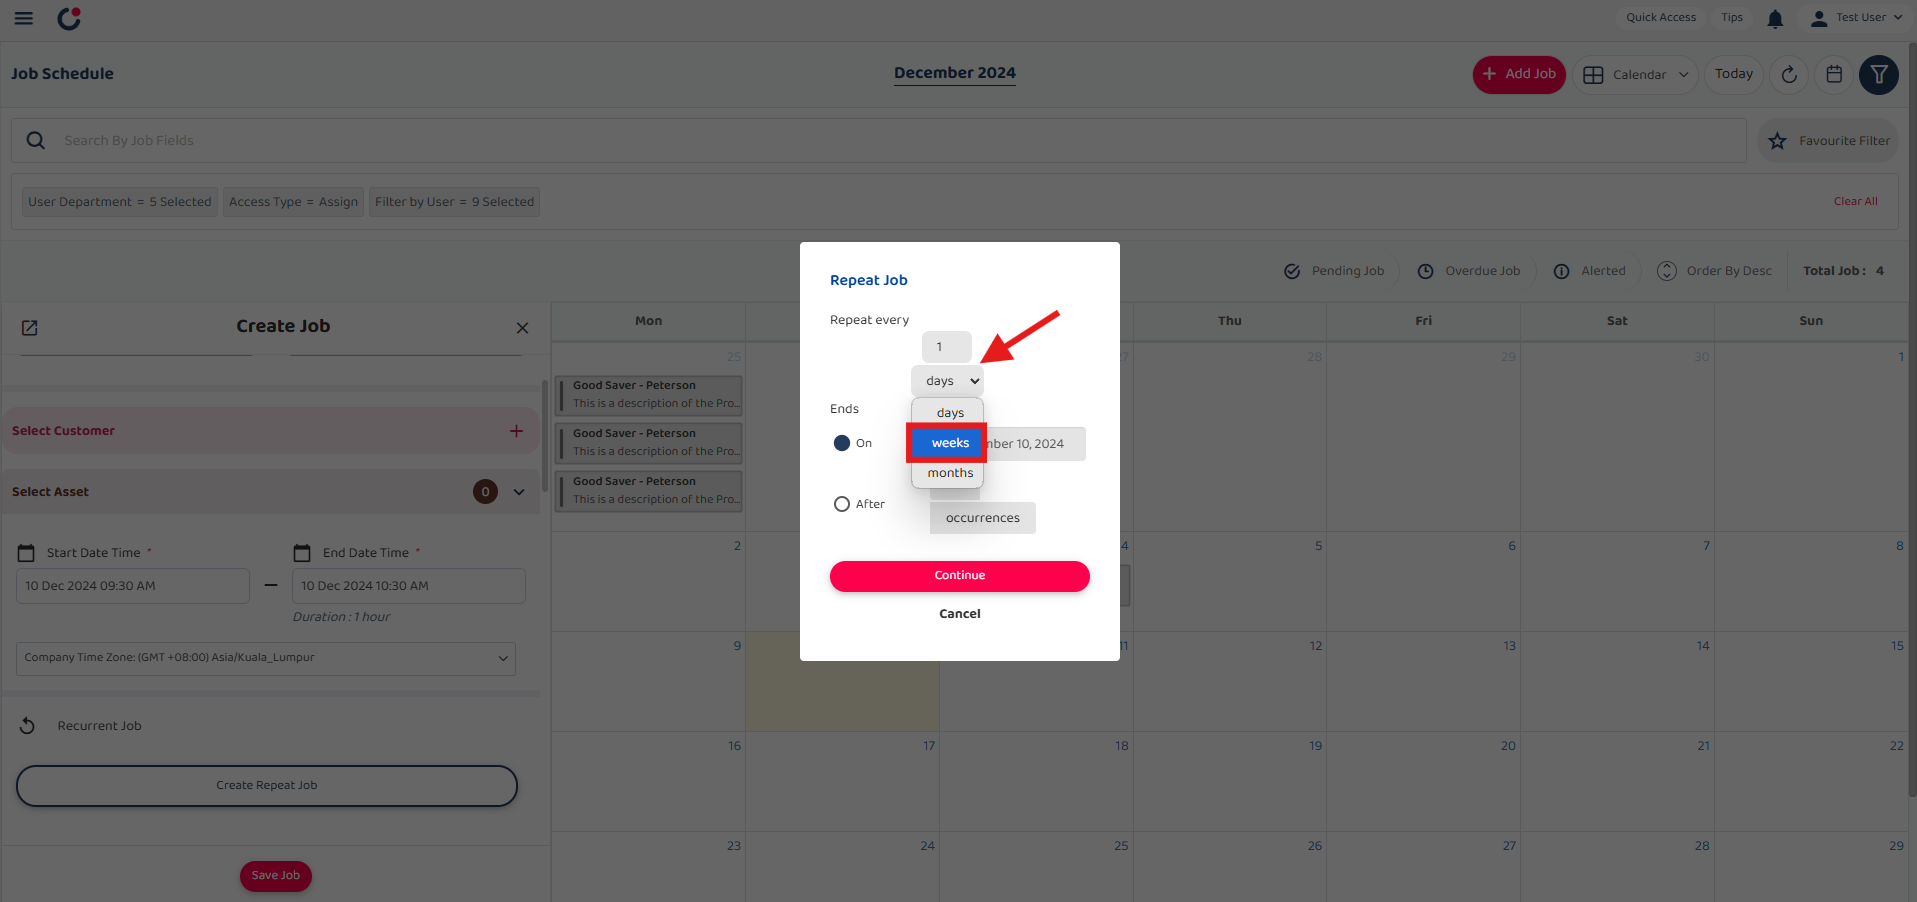 Quick Access
Tips
Test User
Job Schedule
December 2024
Add Job
Calendar
Today
Search By Job Fields
Favourite Filter
User Department = 5 Selected
Access Type = Assign
Filter by User = 9 Selected
Clear All
Pending Job
Overdue Job
Alerted
Order By Desc
Total Job : 4
Create Job
Select Customer
Select Asset
0
Start Date Time *
End Date Time *
10 Dec 2024 09:30 AM
10 Dec 2024 10:30 AM
Duration : 1 hour
Company Time Zone: (GMT +08:00) Asia/Kuala_Lumpur
Recurrent Job
Create Repeat Job
Save Job
Mon
Thu
Fri
Sat
Sun
25
27
28
29
30
1
Good Saver - Peterson
This is a description of the Pro...
Good Saver - Peterson
This is a description of the Pro...
Good Saver - Peterson
This is a description of the Pro...
2
4
5
6
7
8
9
11
12
13
14
15
16
17
18
19
20
21
22
23
24
25
26
27
28
29
Repeat Job
Repeat every
1
days
days
weeks
months
Ends
On
mber 10, 2024
After
occurrences
Continue
Cancel